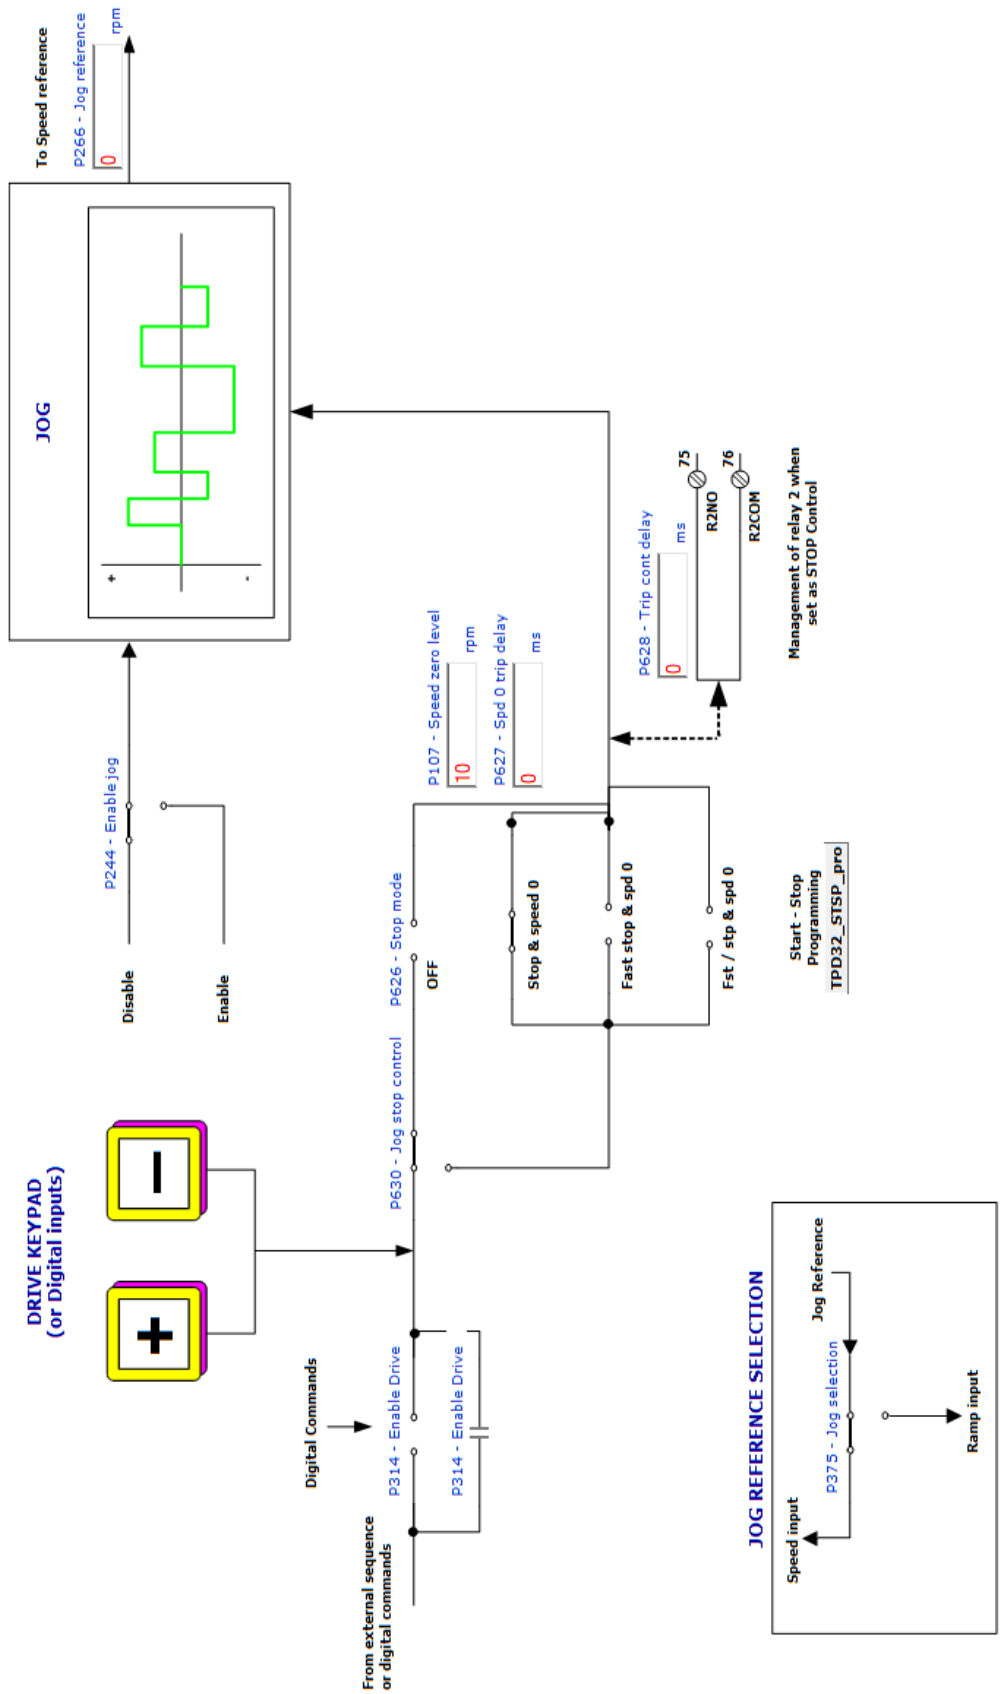 DRIVE KEYPAD
(or Digital inputs)
+
−
Disable
Enable
P244 - Enable jog
JOG
+
-
To Speed reference
P266 - Jog reference
0
rpm
From external sequence
or digital commands
Digital Commands
P314 - Enable Drive
P314 - Enable Drive
P630 - Jog stop control
P626 - Stop mode
OFF
Stop & speed 0
Fast stop & spd 0
Fst / stp & spd 0
P107 - Speed zero level
10
rpm
P627 - Spd 0 trip delay
0
ms
P628 - Trip cont delay
0
ms
75
R2NO
76
R2COM
Management of relay 2 when
set as STOP Control
Start - Stop
Programming
TPD32_STSP_pro
JOG REFERENCE SELECTION
Speed input
P375 - Jog selection
Jog Reference
Ramp input